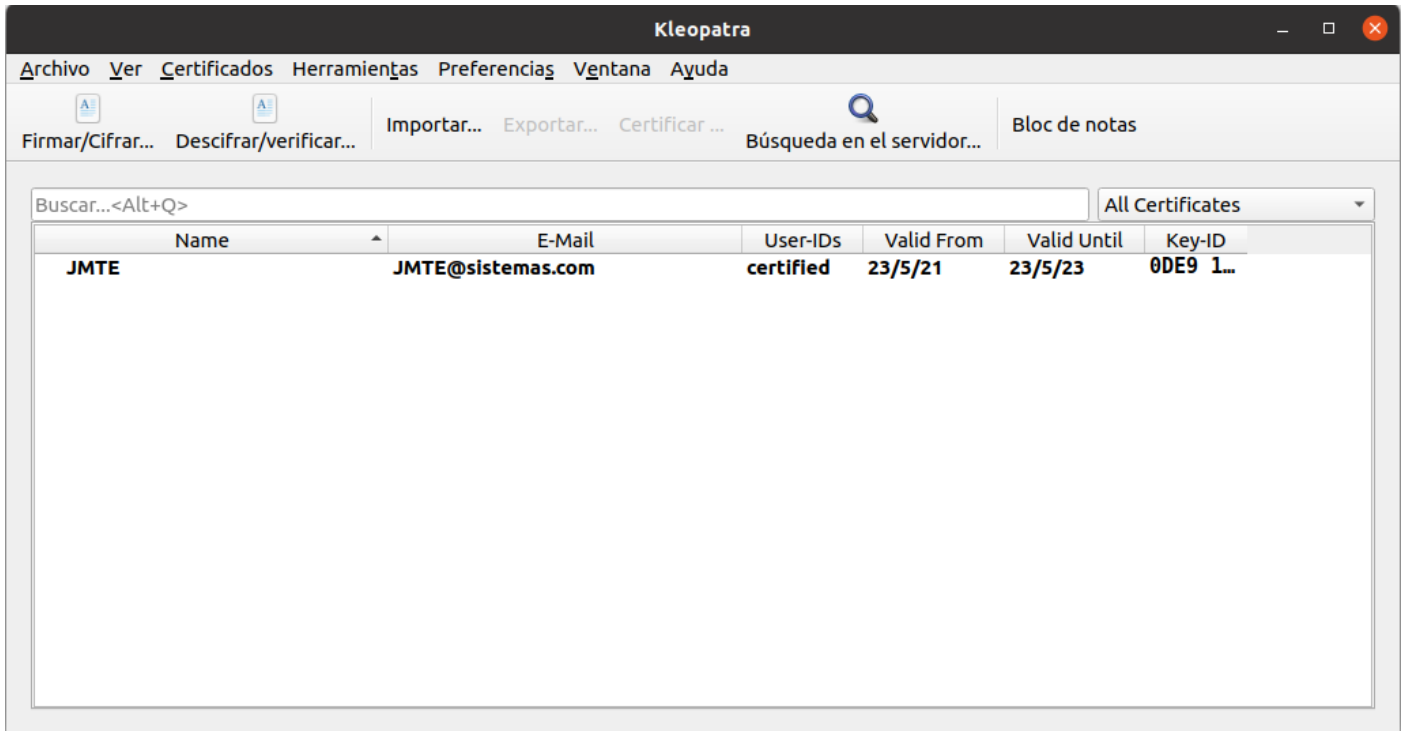 Kleopatra
Archivo Ver Certificados Herramientas Preferencias Ventana Ayuda
Firmar/Cifrar... Descifrar/verificar... Importar... Exportar... Certificar ... Búsqueda en el servidor... Bloc de notas
Buscar...<Alt+Q> All Certificates
Name E-Mail User-IDs Valid From Valid Until Key-ID
JMTE JMTE@sistemas.com certified 23/5/21 23/5/23 0DE9 1…